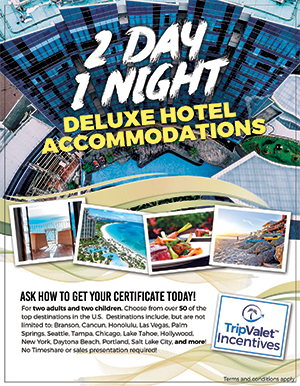 2 DAY
1 NIGHT
DELUXE HOTEL
ACCOMMODATIONS
ASK HOW TO GET YOUR CERTIFICATE TODAY!
For two adults and two children. Choose from over 50 of the
top destinations in the U.S. Destinations include, but are not
limited to; Branson, Cancun, Honolulu, Las Vegas, Palm
Springs, Seattle, Tampa, Chicago, Lake Tahoe, Hollywood,
New York, Daytona Beach, Portland, Salt Lake City, and more!
No Timeshare or sales presentation required!
TripValet™
Incentives
Terms and conditions apply